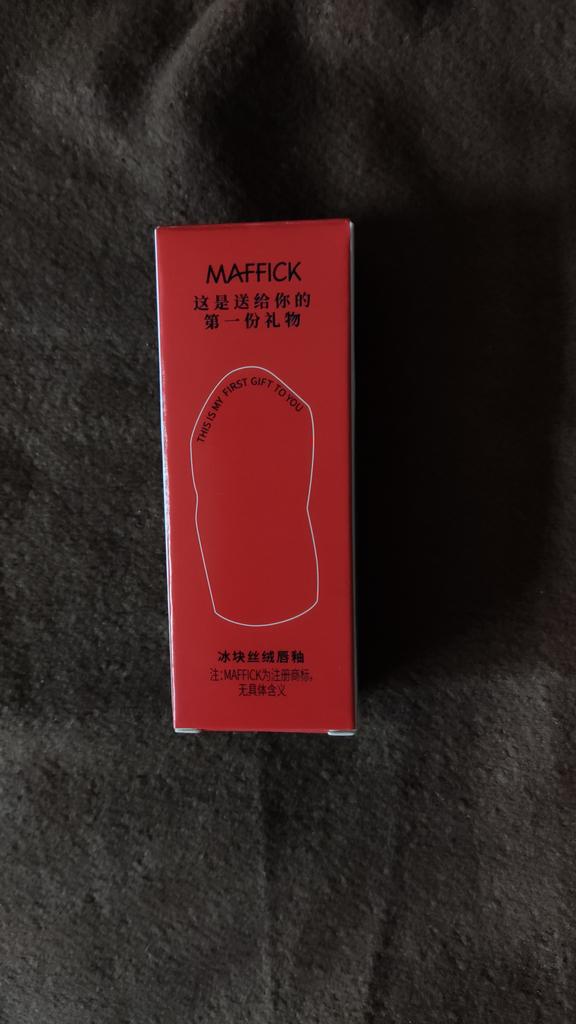 MAFFICK
这是送给你的
第一份礼物
THIS IS MY FIRST GIFT TO YOU
冰块丝绒唇釉
注:MAFFICK为注册商标,
无具体含义